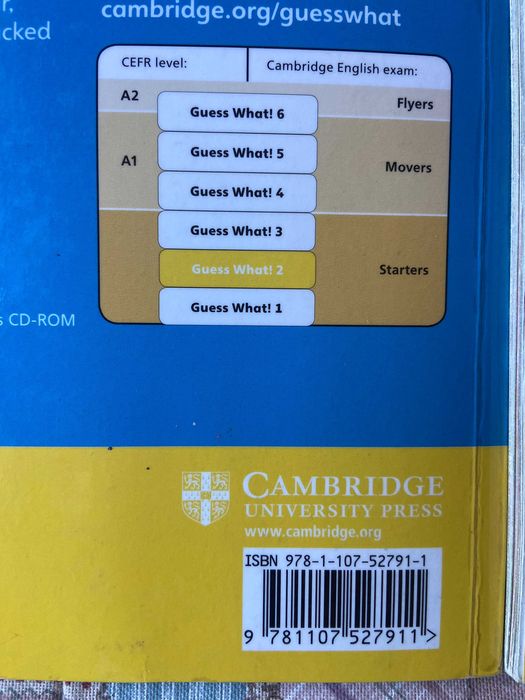 r.
cambridge.org/guesswhat
cked
CEFR level:
Cambridge English exam:
A2
Guess What! 6
Flyers
Guess What! 5
A1
Movers
Guess What! 4
Guess What! 3
Guess What! 2
Starters
Guess What! 1
s CD-ROM
CAMBRIDGE
UNIVERSITY PRESS
www.cambridge.org
ISBN 978-1-107-52791-1
9 781107 527911 >